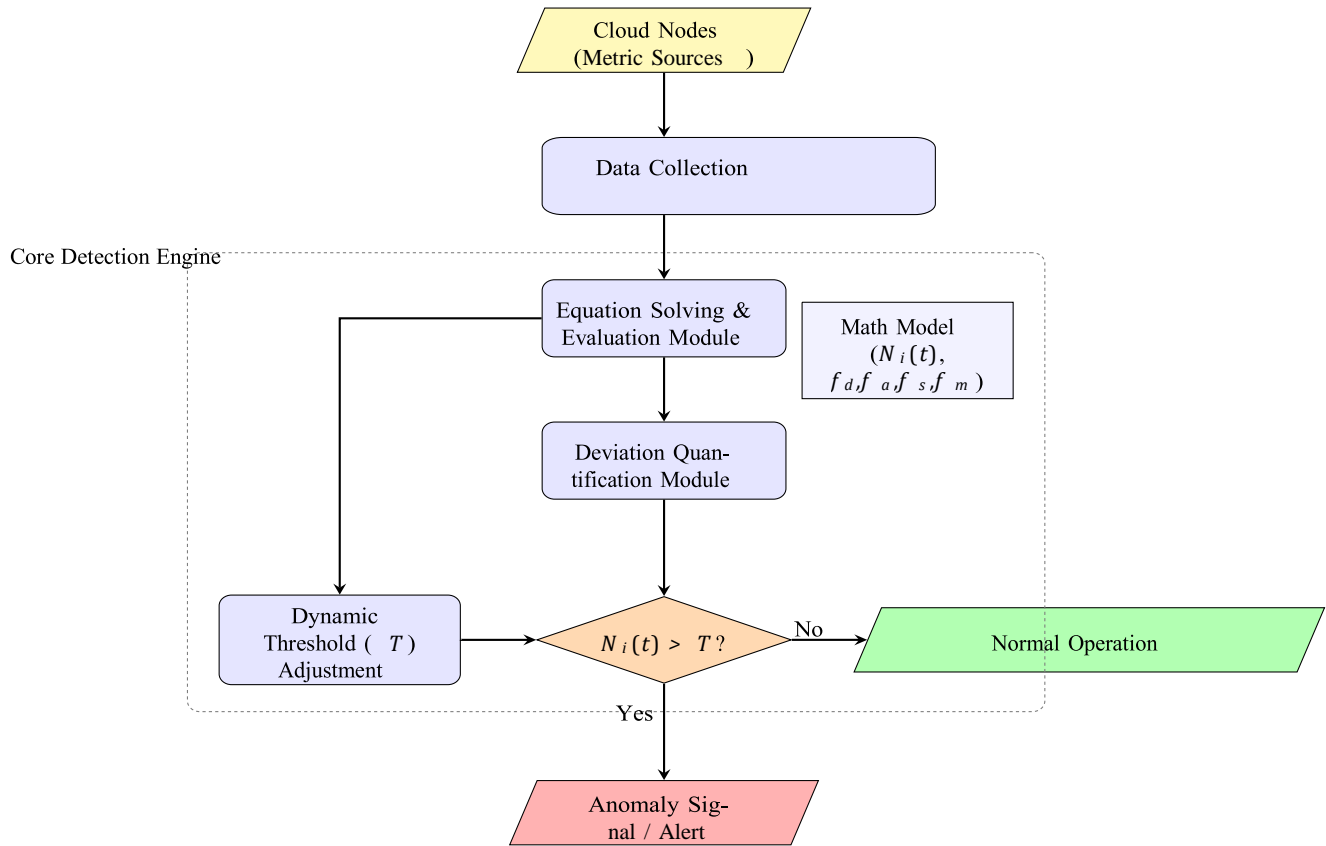 Cloud Nodes
(Metric Sources )
Data Collection
Core Detection Engine
Equation Solving &
Evaluation Module
Math Model
(N i(t),
f d,f a,f s,f m )
Deviation Quan-
tification Module
Dynamic
Threshold ( T )
Adjustment
N i(t) > T?
No
Normal Operation
Yes
Anomaly Sig-
nal / Alert